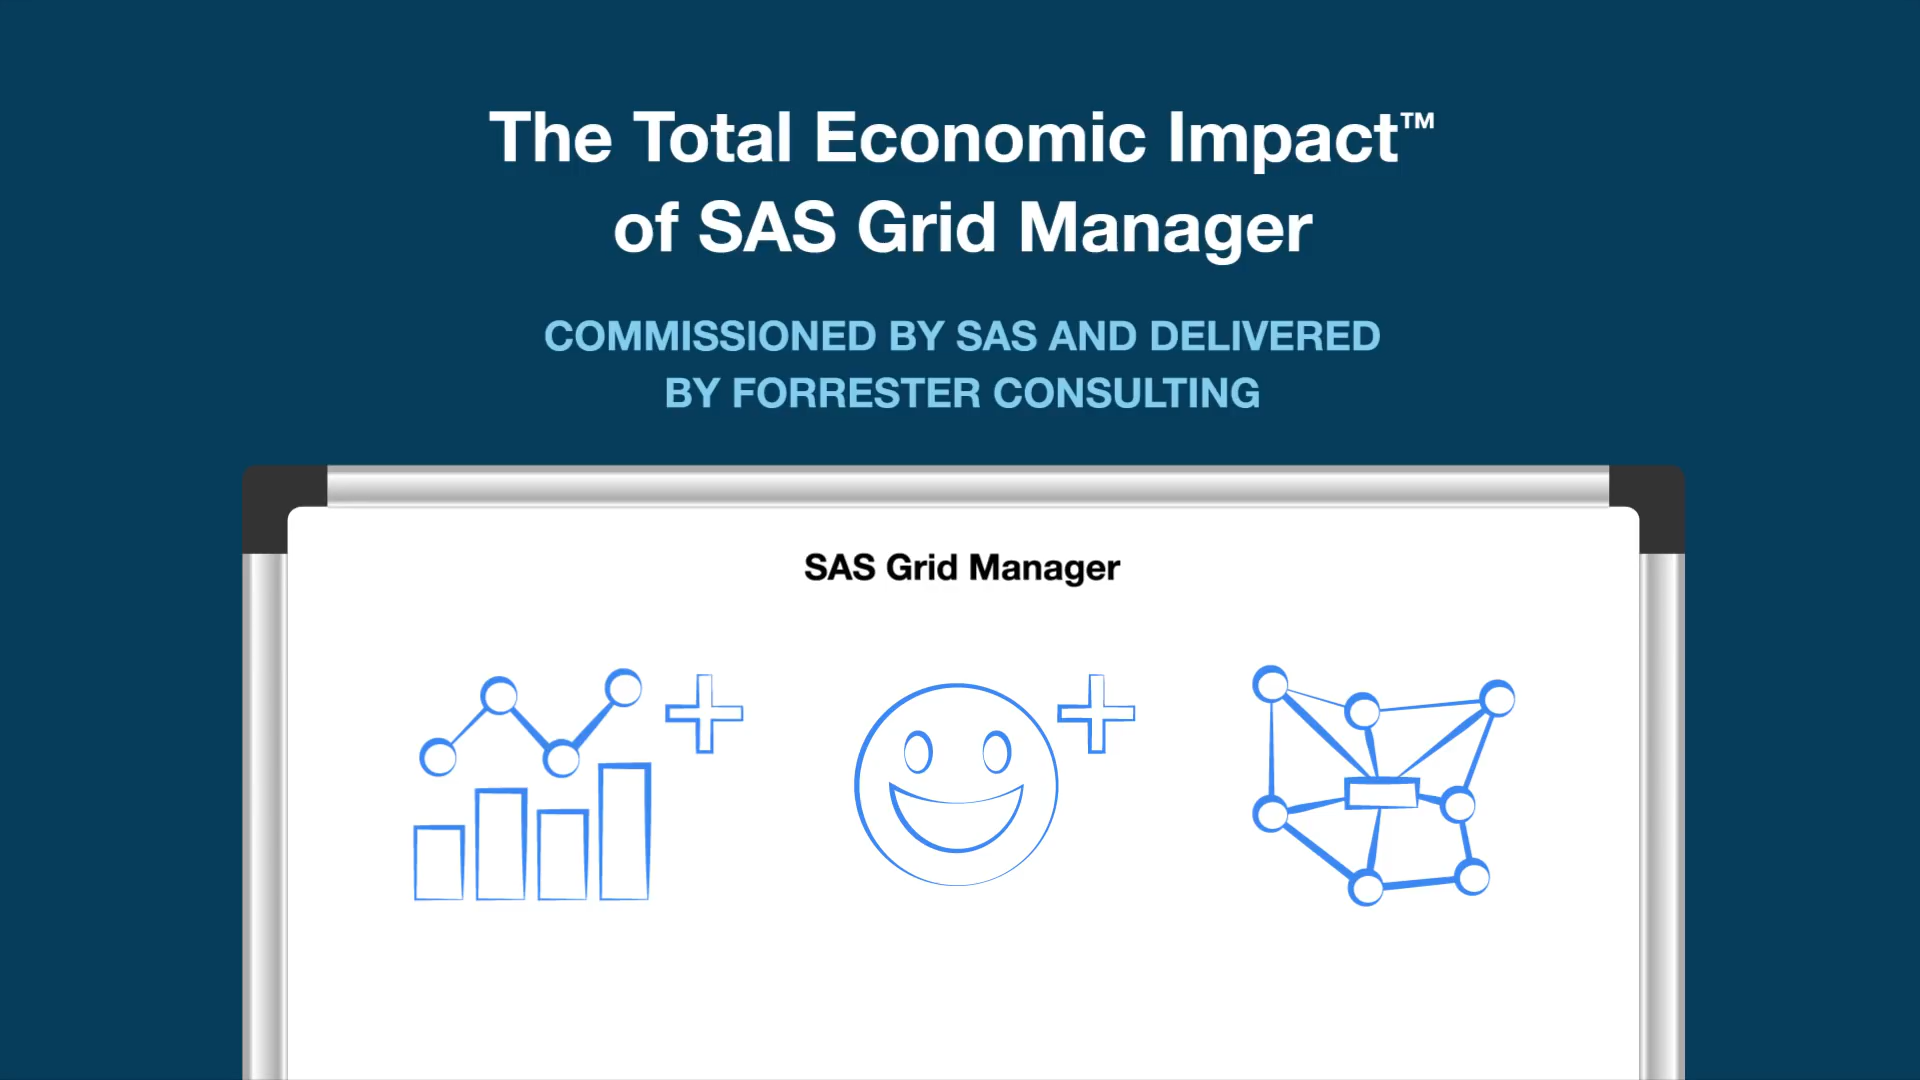 The Total Economic Impact™
of SAS Grid Manager
COMMISSIONED BY SAS AND DELIVERED
BY FORRESTER CONSULTING
SAS Grid Manager